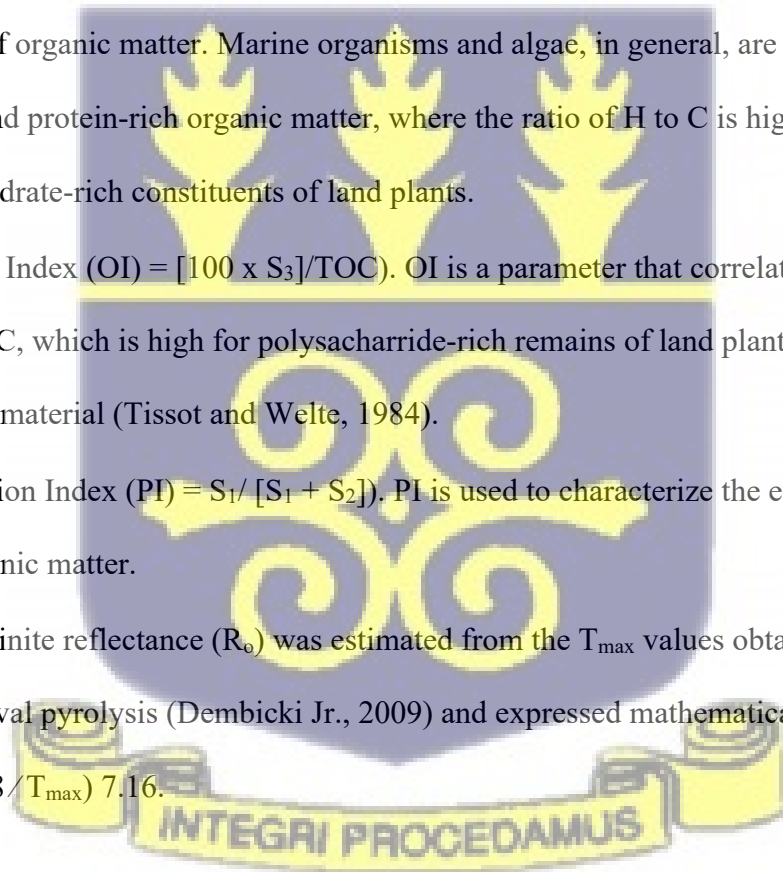 f organic matter. Marine organisms and algae, in general, are
nd protein-rich organic matter, where the ratio of H to C is hig
drate-rich constituents of land plants.
Index (OI) = [100 x S₃]/TOC). OI is a parameter that correlat
C, which is high for polysacharride-rich remains of land plant
material (Tissot and Welte, 1984).
ion Index (PI) = S₁/ [S₁ + S₂]). PI is used to characterize the e
nic matter.
inite reflectance (Rₒ) was estimated from the Tₘₐₓ values obta
val pyrolysis (Dembicki Jr., 2009) and expressed mathematica
8 ⁄ Tₘₐₓ) 7.16.
INTEGRI PROCEDAMUS